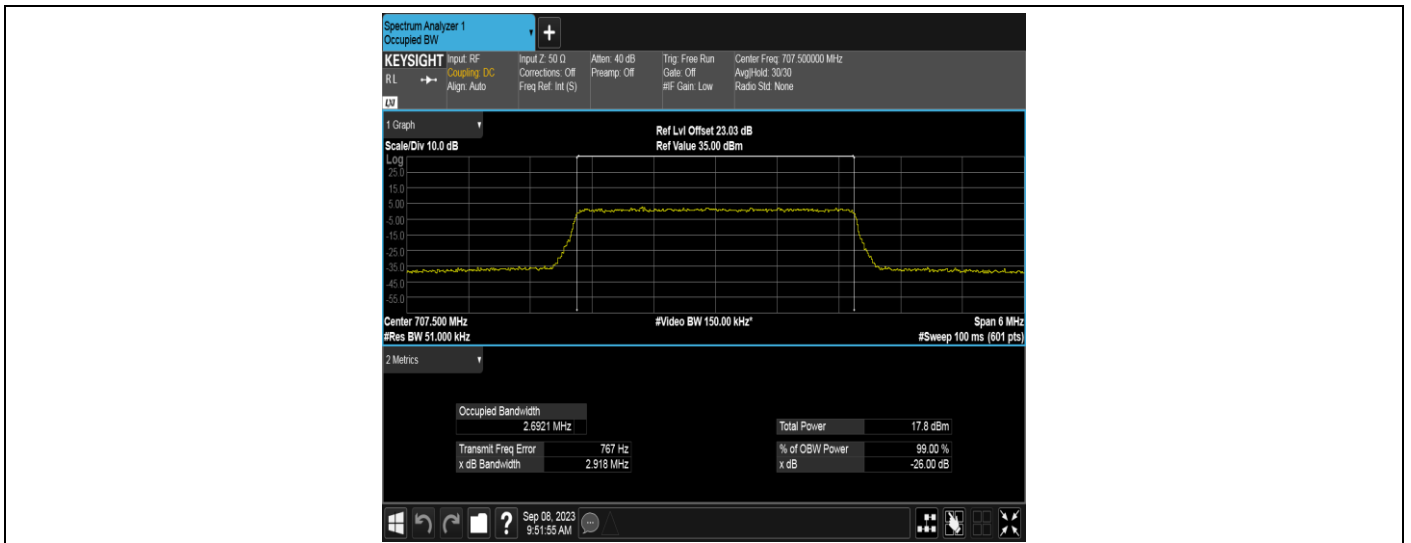 Spectrum Analyzer 1
Occupied BW
+
KEYSIGHT
RL
LXI
Input: RF
Coupling: DC
Align: Auto
Input Z: 50 Ω
Corrections: Off
Freq Ref: Int (S)
Atten: 40 dB
Preamp: Off
Trig: Free Run
Gate: Off
#IF Gain: Low
Center Freq: 707.500000 MHz
Avg|Hold: 30/30
Radio Std: None
1 Graph
Scale/Div 10.0 dB
Ref Lvl Offset 23.03 dB
Ref Value 35.00 dBm
Log
25.0
15.0
5.00
-5.00
-15.0
-25.0
-35.0
-45.0
-55.0
Center 707.500 MHz
#Res BW 51.000 kHz
#Video BW 150.00 kHz*
Span 6 MHz
#Sweep 100 ms (601 pts)
2 Metrics
Occupied Bandwidth
2.6921 MHz
Transmit Freq Error 767 Hz
x dB Bandwidth 2.918 MHz
Total Power 17.8 dBm
% of OBW Power 99.00 %
x dB -26.00 dB
?
Sep 08, 2023
9:51:55 AM